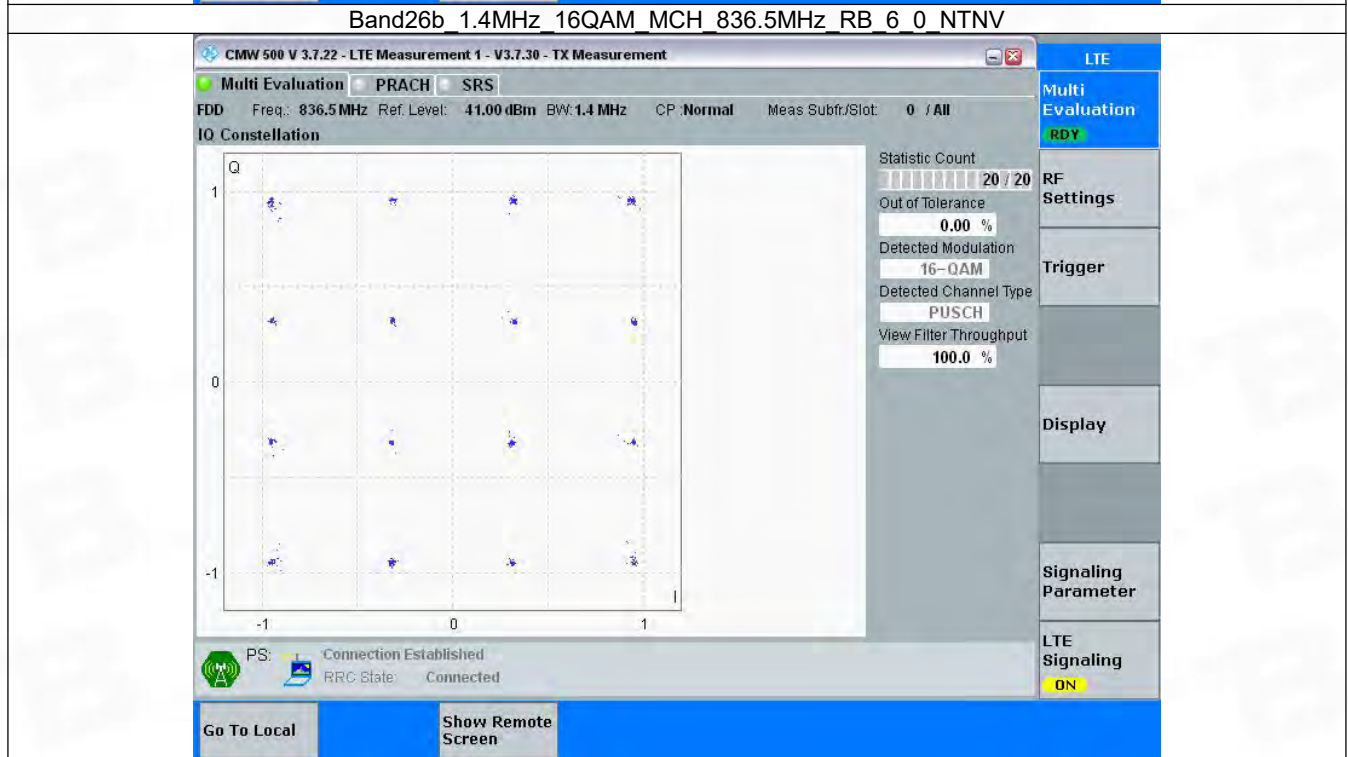 Band26b_1.4MHz_16QAM_MCH_836.5MHz_RB_6_0_NTNV
CMW 500 V 3.7.22 - LTE Measurement 1 - V3.7.30 - TX Measurement
LTE
Multi Evaluation PRACH SRS
FDD Freq.: 836.5 MHz Ref. Level: 41.00 dBm BW: 1.4 MHz CP :Normal Meas Subfr./Slot: 0 / All
IQ Constellation
Q
1
0
-1
-1 0 1
I
Statistic Count
20 / 20
Out of Tolerance
0.00 %
Detected Modulation
16-QAM
Detected Channel Type
PUSCH
View Filter Throughput
100.0 %
Multi
Evaluation
RDY
RF
Settings
Trigger
Display
Signaling
Parameter
LTE
Signaling
ON
PS: Connection Established
RRC State: Connected
Go To Local
Show Remote
Screen